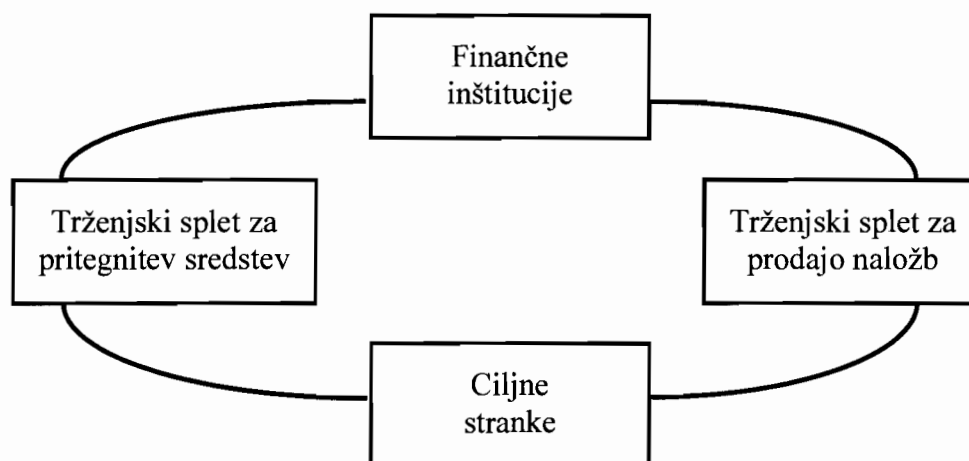 Finančne
inštitucije
Trženjski splet za
pritegnitev sredstev
Trženjski splet za
prodajo naložb
Ciljne
stranke